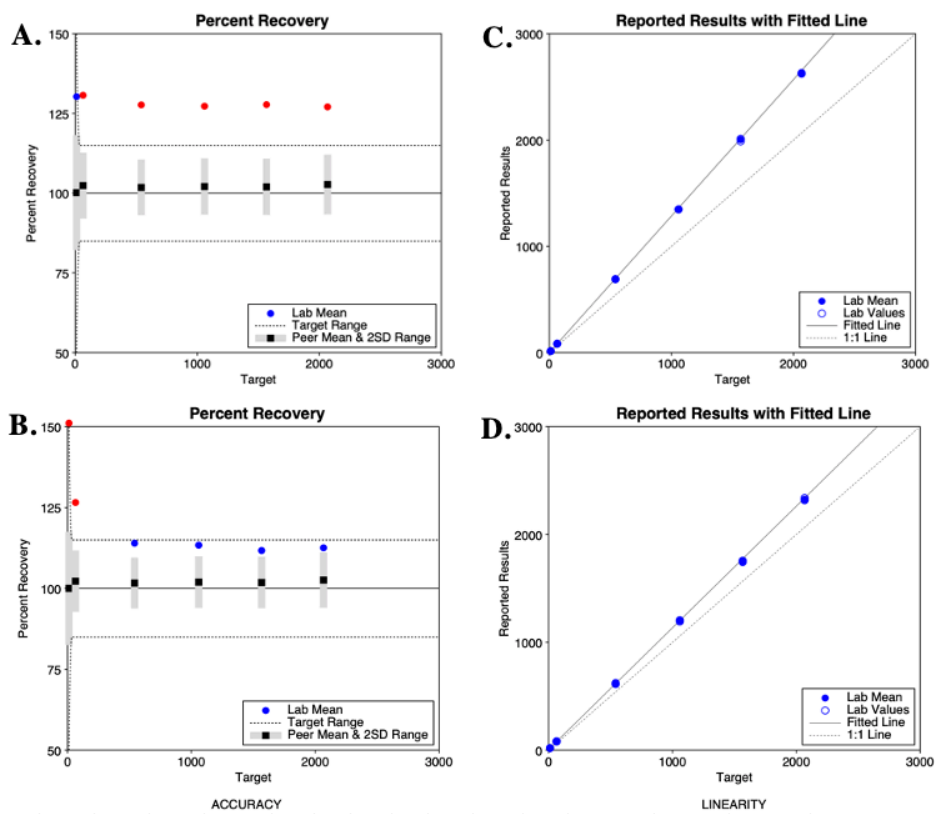 A.
Percent Recovery
150
125
100
75
50
Percent Recovery
0
1000
2000
3000
Target
Lab Mean
Target Range
Peer Mean & 2SD Range
C.
Reported Results with Fitted Line
3000
2000
1000
0
Reported Results
0
1000
2000
3000
Target
Lab Mean
Lab Values
Fitted Line
1:1 Line
B.
Percent Recovery
150
125
100
75
50
Percent Recovery
0
1000
2000
3000
Target
Lab Mean
Target Range
Peer Mean & 2SD Range
ACCURACY
D.
Reported Results with Fitted Line
3000
2000
1000
0
Reported Results
0
1000
2000
3000
Target
Lab Mean
Lab Values
Fitted Line
1:1 Line
LINEARITY